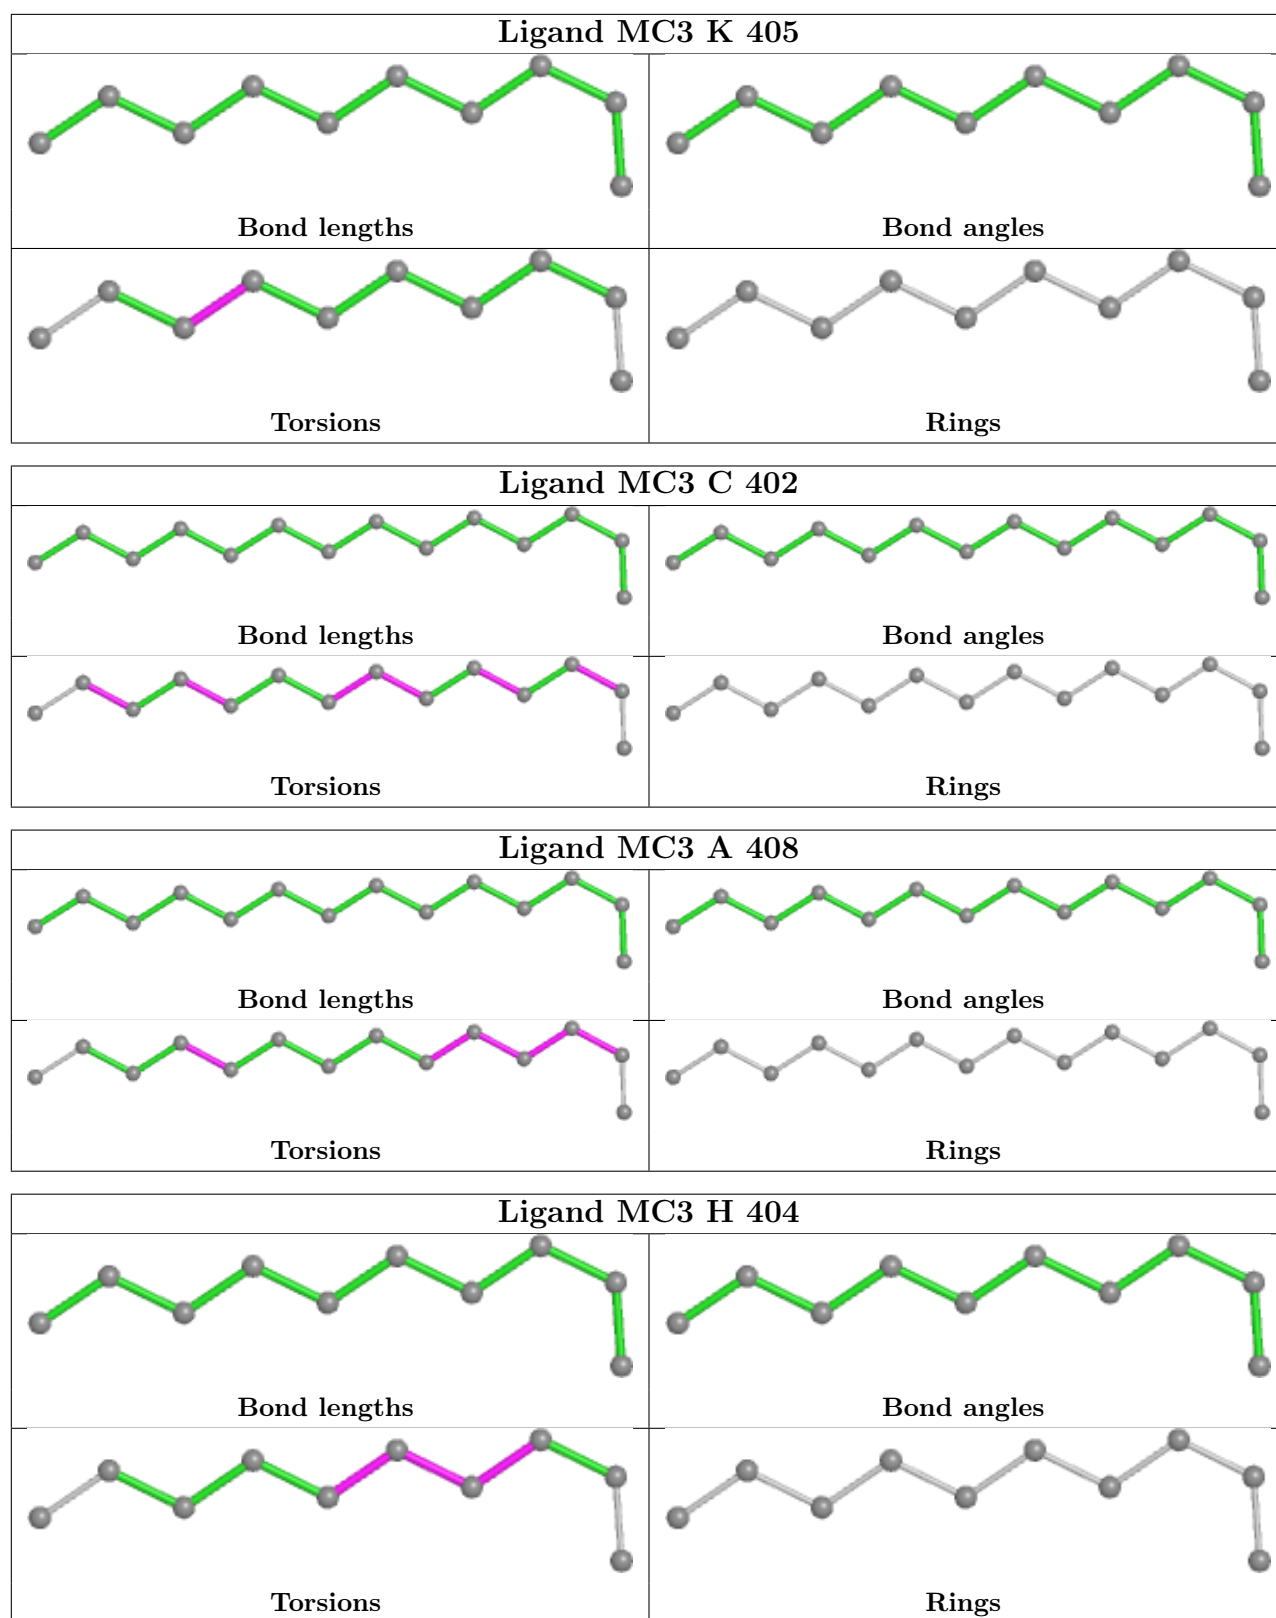 Ligand MC3 K 405
Bond lengths
Bond angles
Torsions
Rings
Ligand MC3 C 402
Bond lengths
Bond angles
Torsions
Rings
Ligand MC3 A 408
Bond lengths
Bond angles
Torsions
Rings
Ligand MC3 H 404
Bond lengths
Bond angles
Torsions
Rings